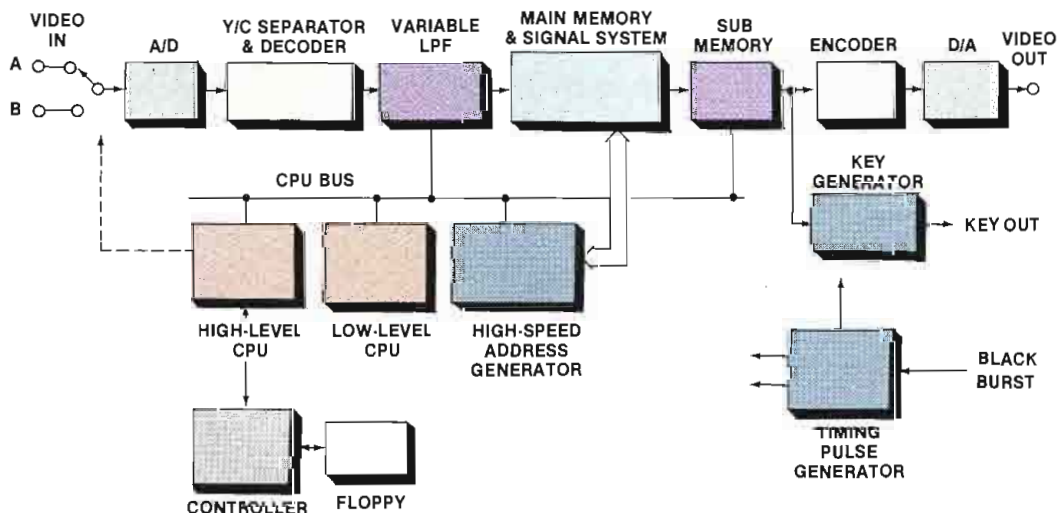 VIDEO
IN
A
B
A/D
Y/C SEPARATOR
& DECODER
VARIABLE
LPF
MAIN MEMORY
& SIGNAL SYSTEM
SUB
MEMORY
ENCODER
D/A
VIDEO
OUT
CPU BUS
KEY
GENERATOR
KEY OUT
HIGH-LEVEL
CPU
LOW-LEVEL
CPU
HIGH-SPEED
ADDRESS
GENERATOR
BLACK
BURST
TIMING
PULSE
GENERATOR
CONTROLLER
FLOPPY